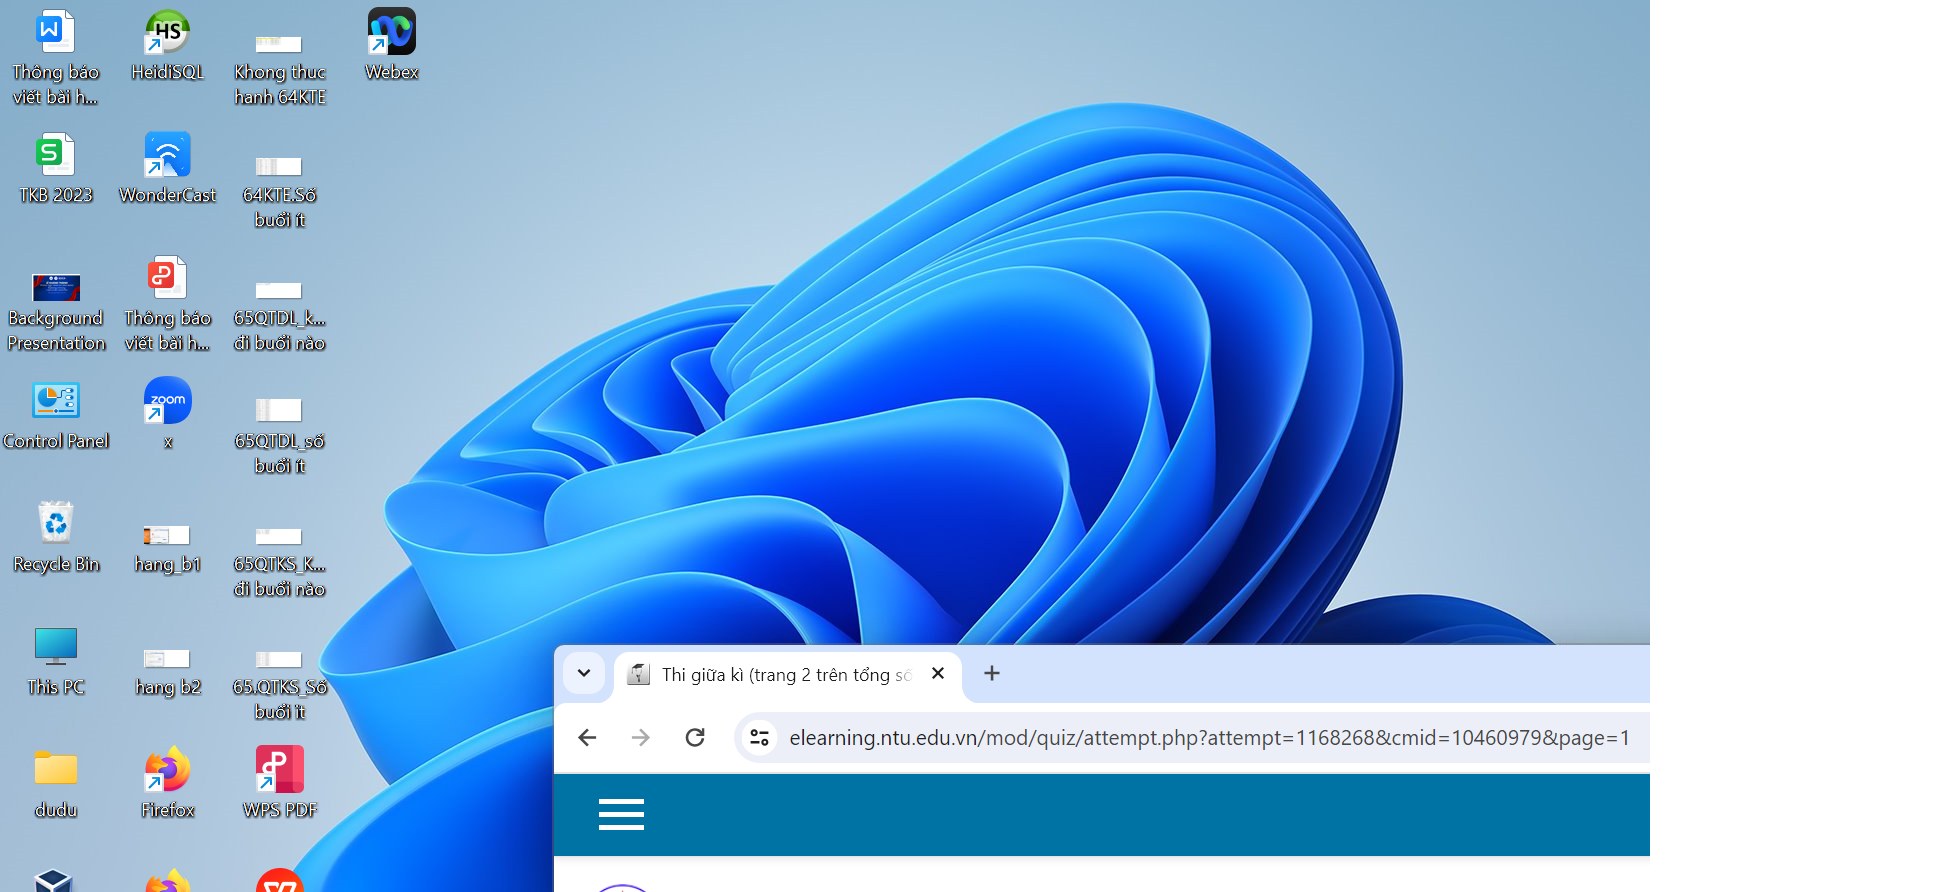 Thông báo
viết bài h...
HeidiSQL
Khong thuc
hanh 64KTE
Webex
TKB 2023
WonderCast
64KTE.Số
buổi ít
Background
Presentation
Thông báo
viết bài h...
65QTDL_k...
đi buổi nào
Control Panel
zoom
x
65QTDL_số
buổi ít
Recycle Bin
hang_b1
65QTKS_K...
đi buổi nào
This PC
hang b2
65.QTKS_Số
buổi ít
dudu
Firefox
WPS PDF
Thi giữa kì (trang 2 trên tổng số
elearning.ntu.edu.vn/mod/quiz/attempt.php?attempt=1168268&cmid=10460979&page=1